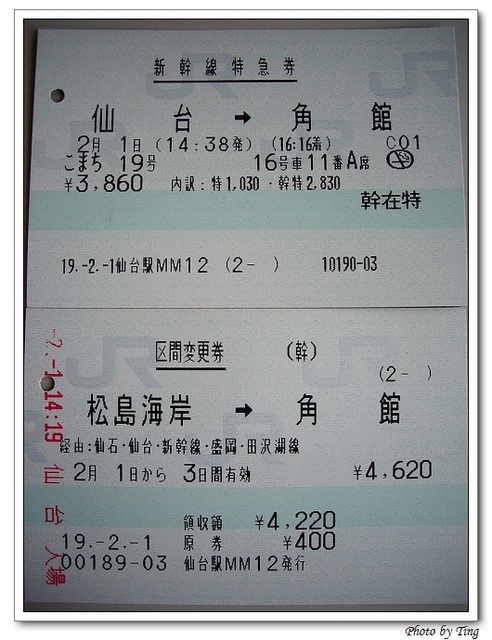 新幹線特急券
仙 台 → 角 館
2月 1日(14:38発) (16:16着) C01
こまち 19号 16号車11番A席
¥3,860 内訳:特1,030・幹特2,830
幹在特
19.-2.-1仙台駅MM12 (2- ) 10190-03
区間変更券 (幹)
(2- )
松島海岸 → 角 館
経由:仙石・仙台・新幹線・盛岡・田沢湖線
2月 1日から 3日間有効 ¥4,620
領収額 ¥4,220
19.-2.-1 原券 ¥400
00189-03 仙台駅MM12発行
2.-1.14:19 仙台入場
Photo by Ting